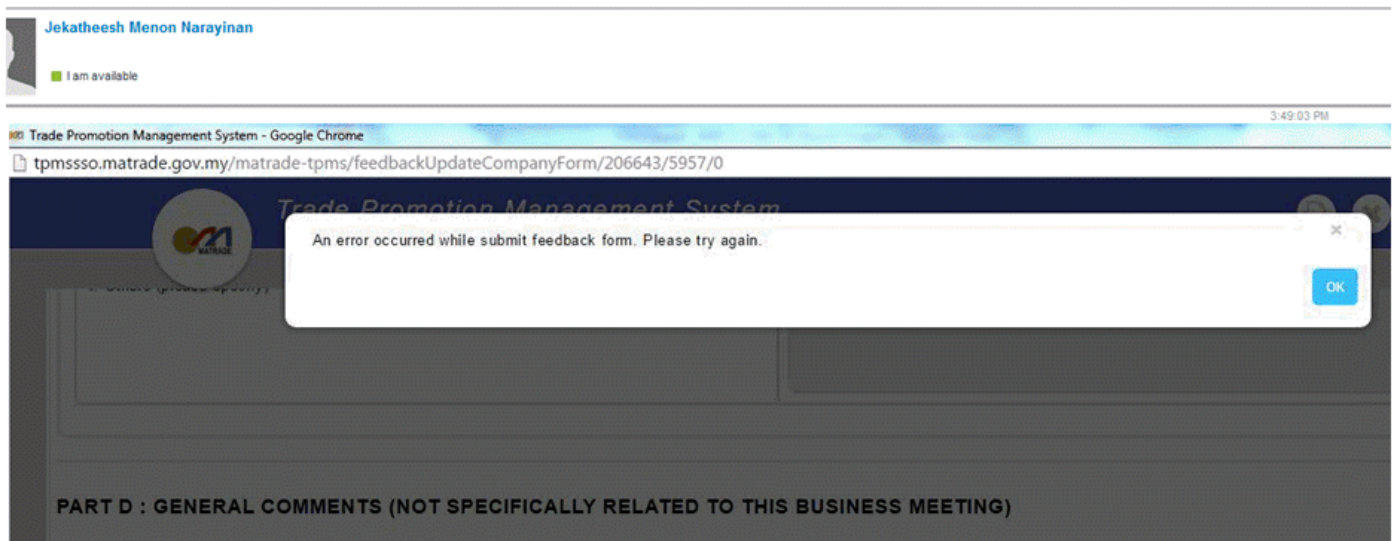 Jekatheesh Menon Narayinan
I am available
3:49:03 PM
Trade Promotion Management System - Google Chrome
tpmssso.matrade.gov.my/matrade-tpms/feedbackUpdateCompanyForm/206643/5957/0
Trade Promotion Management System
MATRADE
An error occurred while submit feedback form. Please try again.
OK
PART D : GENERAL COMMENTS (NOT SPECIFICALLY RELATED TO THIS BUSINESS MEETING)